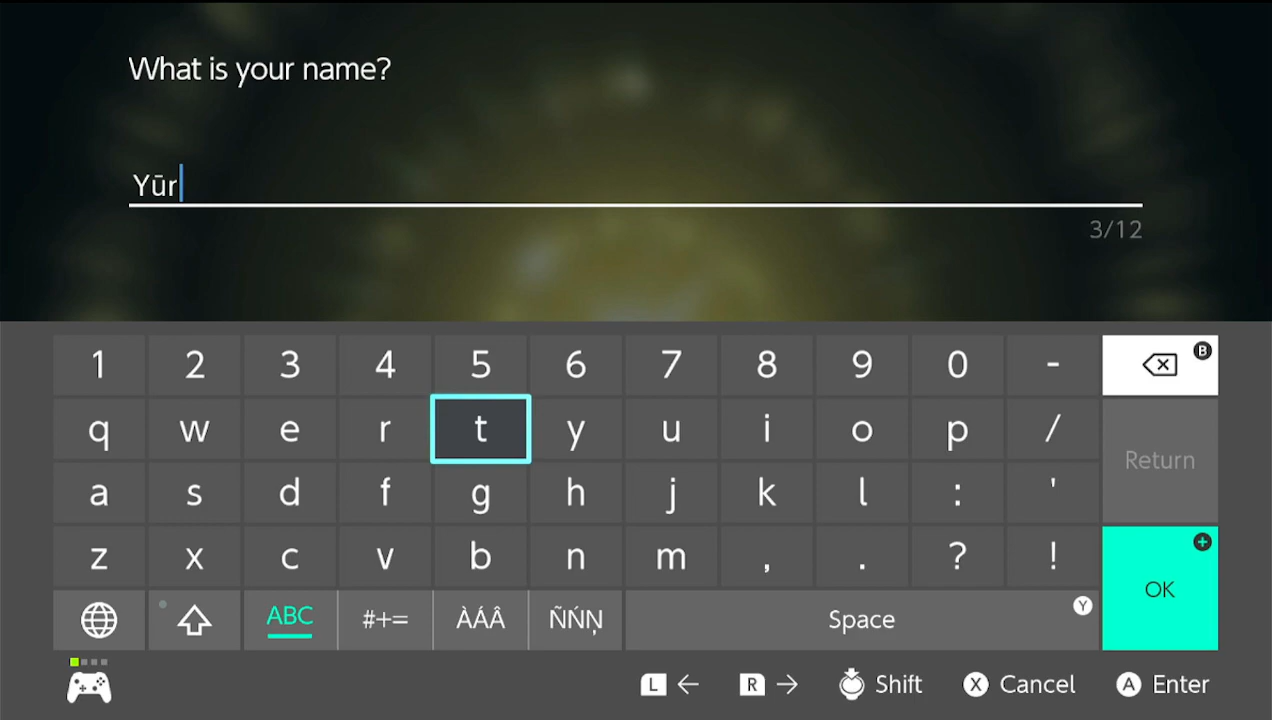 What is your name?
Yūr
3/12
1 2 3 4 5 6 7 8 9 0 - B
q w e r t y u i o p / Return
a s d f g h j k l : '
z x c v b n m , . ? ! + OK
ABC #+= ÀÁÂ ÑŃŅ Space Y
L ← R → Shift X Cancel A Enter